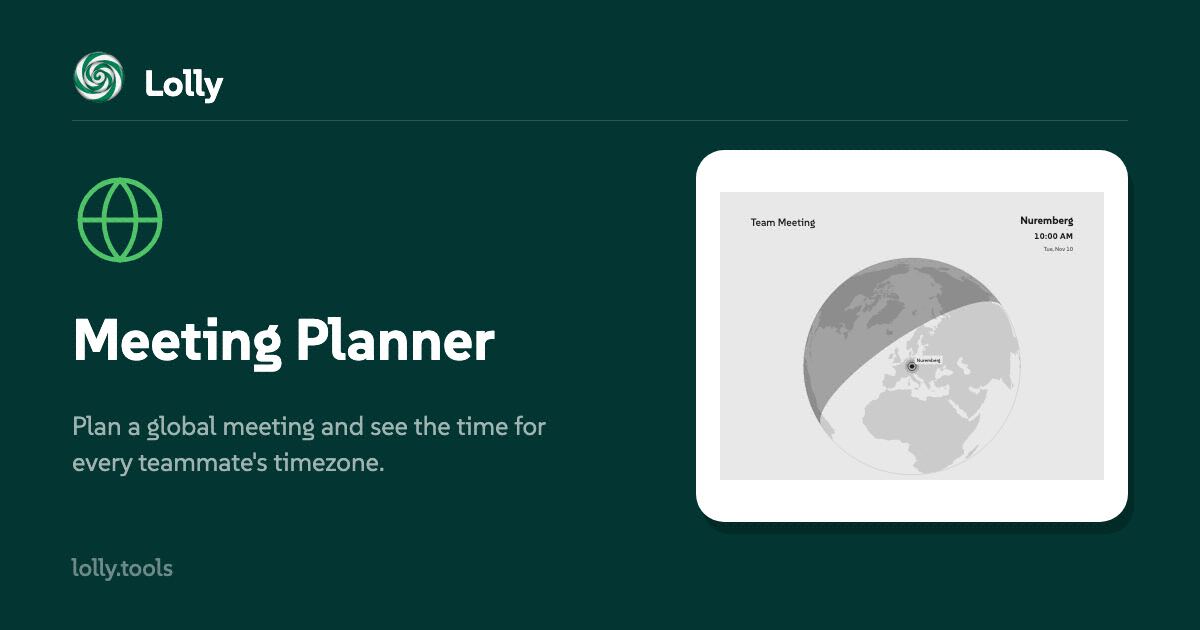 Lolly
Meeting Planner
Plan a global meeting and see the time for
every teammate's timezone.
lolly.tools
Team Meeting
Nuremberg
10:00 AM
Tue, Nov 10
Nuremberg